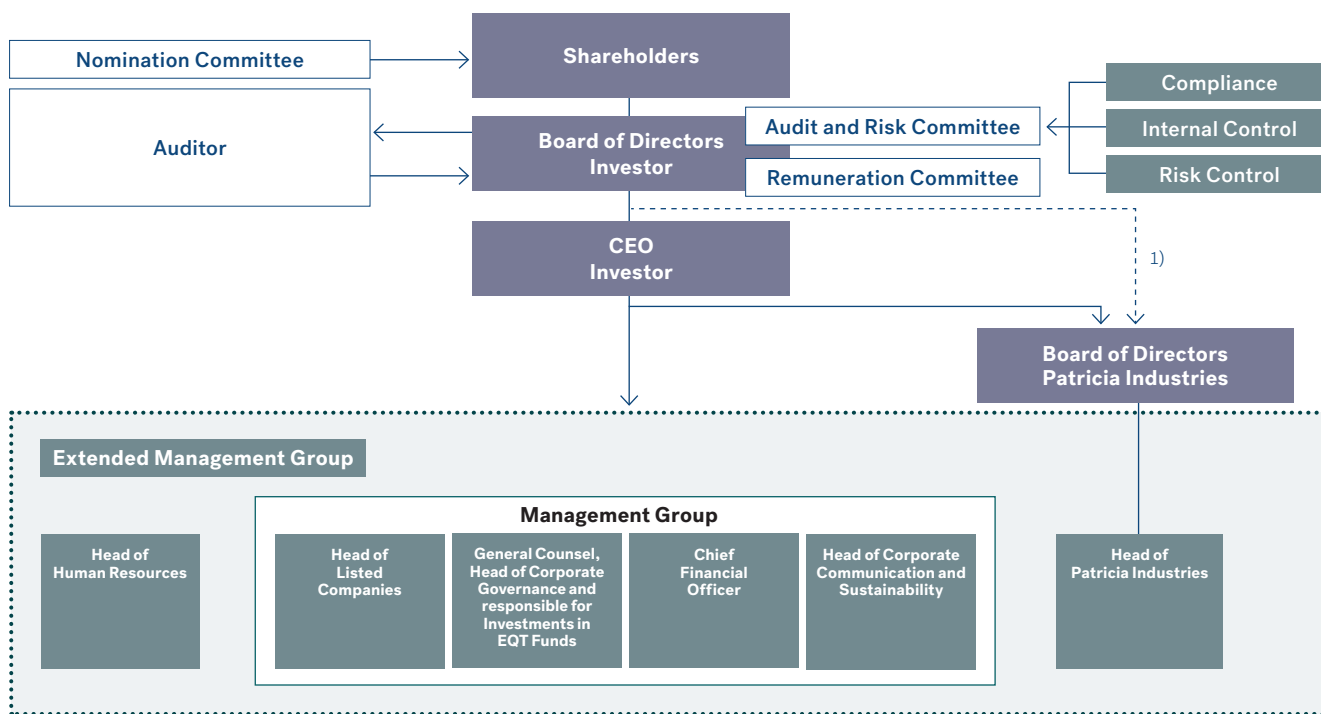 Shareholders
Nomination Committee
Auditor
Board of Directors
Investor
Audit and Risk Committee
Remuneration Committee
Compliance
Internal Control
Risk Control
CEO
Investor
1)
Board of Directors
Patricia Industries
Extended Management Group
Management Group
Head of
Human Resources
Head of
Listed
Companies
General Counsel,
Head of Corporate
Governance and
responsible for
Investments in
EQT Funds
Chief
Financial
Officer
Head of Corporate
Communication and
Sustainability
Head of
Patricia Industries